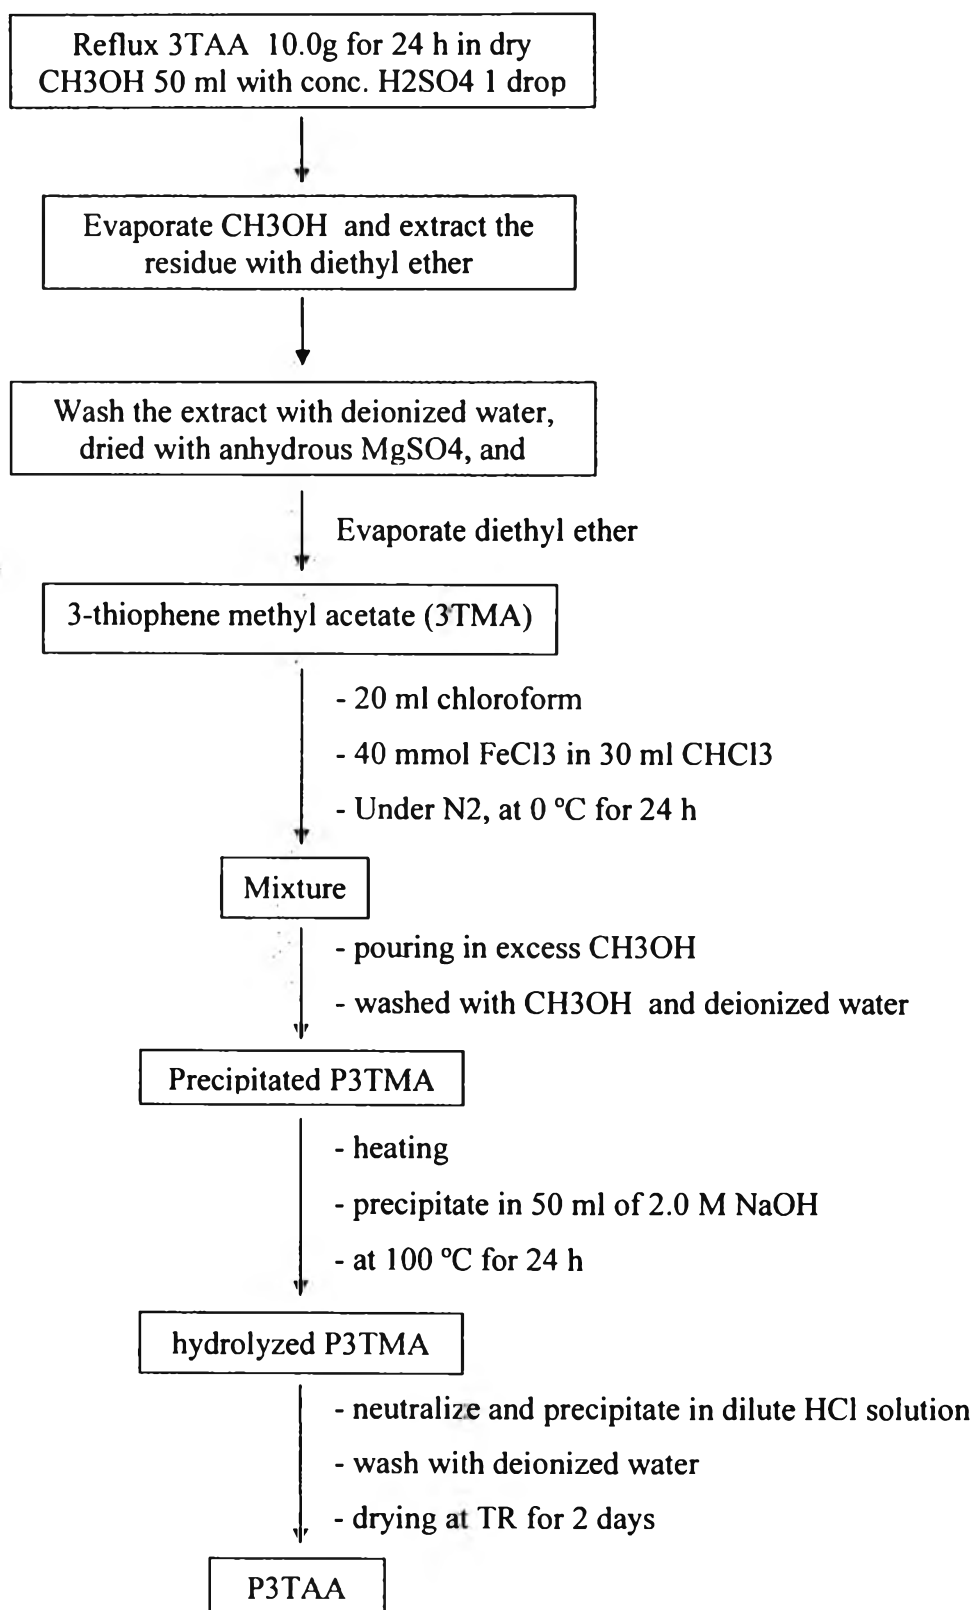 Reflux 3TAA 10.0g for 24 h in dry
CH3OH 50 ml with conc. H2SO4 1 drop
Evaporate CH3OH and extract the
residue with diethyl ether
Wash the extract with deionized water,
dried with anhydrous MgSO4, and
Evaporate diethyl ether
3-thiophene methyl acetate (3TMA)
- 20 ml chloroform
- 40 mmol FeCl3 in 30 ml CHCl3
- Under N2, at 0 ºC for 24 h
Mixture
- pouring in excess CH3OH
- washed with CH3OH and deionized water
Precipitated P3TMA
- heating
- precipitate in 50 ml of 2.0 M NaOH
- at 100 ºC for 24 h
hydrolyzed P3TMA
- neutralize and precipitate in dilute HCl solution
- wash with deionized water
- drying at TR for 2 days
P3TAA